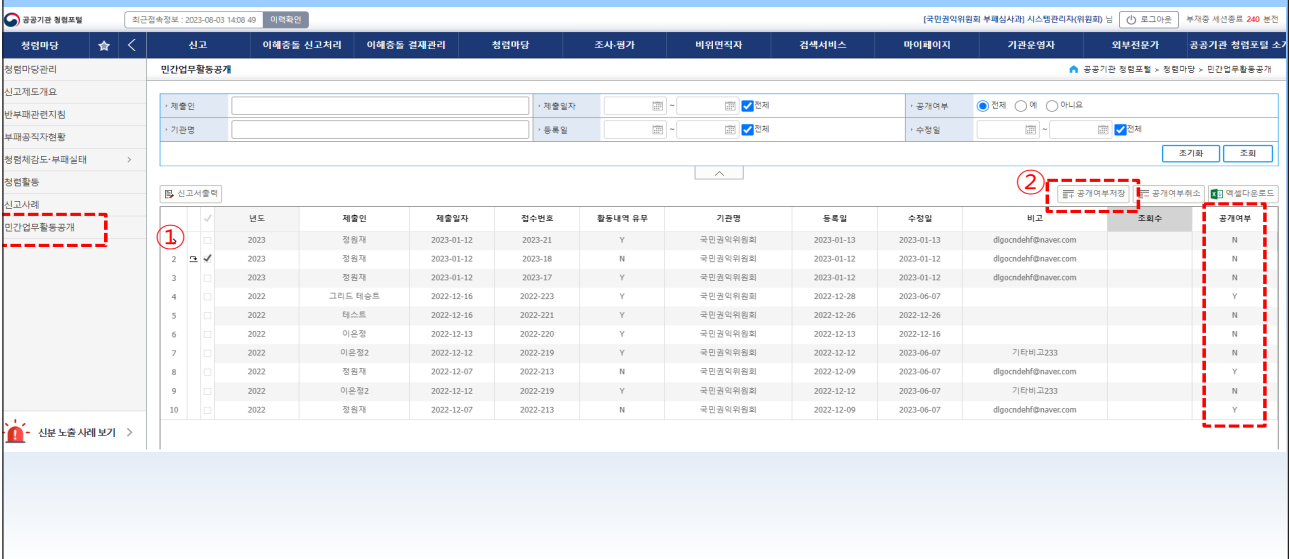 공공기관 청렴포털 최근접속정보 : 2023-08-03 14:08:49 이력확인 [국민권익위원회 부패심사과] 시스템관리자(위원회) 님 로그아웃 부재중 세션종료 240 분전
청렴마당 신고 이해충돌 신고처리 이해충돌 결재관리 청렴마당 조사·평가 비위면직자 검색서비스 마이페이지 기관운영자 외부전문가 공공기관 청렴포털 소개
청렴마당관리
신고제도개요
반부패관련지침
부패공직자현황
청렴체감도·부패실태 >
청렴활동
신고사례
민간업무활동공개
신분 노출 사례 보기 >
민간업무활동공개 공공기관 청렴포털 > 청렴마당 > 민간업무활동공개
제출인 제출일자 ~ 전체 공개여부 전체 예 아니요
기관명 등록일 ~ 전체 수정일 ~ 전체
초기화 조회
②
신고서출력 공개여부저장 공개여부취소 엑셀다운로드
년도 제출인 제출일자 접수번호 활동내역 유무 기관명 등록일 수정일 비고 조회수 공개여부
① 2023 정원재 2023-01-12 2023-21 Y 국민권익위원회 2023-01-13 2023-01-13 dlgocndehf@naver.com N
2 2023 정원재 2023-01-12 2023-18 N 국민권익위원회 2023-01-12 2023-01-12 dlgocndehf@naver.com N
3 2023 정원재 2023-01-12 2023-17 Y 국민권익위원회 2023-01-12 2023-01-12 dlgocndehf@naver.com N
4 2022 그리드 테승트 2022-12-16 2022-223 Y 국민권익위원회 2022-12-28 2023-06-07 Y
5 2022 테스트 2022-12-16 2022-221 Y 국민권익위원회 2022-12-26 2022-12-26 N
6 2022 이은정 2022-12-13 2022-220 Y 국민권익위원회 2022-12-13 2022-12-16 N
7 2022 이은정2 2022-12-12 2022-219 Y 국민권익위원회 2022-12-12 2023-06-07 기타비고233 N
8 2022 정원재 2022-12-07 2022-213 N 국민권익위원회 2022-12-09 2023-06-07 dlgocndehf@naver.com Y
9 2022 이은정2 2022-12-12 2022-219 Y 국민권익위원회 2022-12-12 2023-06-07 기타비고233 N
10 2022 정원재 2022-12-07 2022-213 N 국민권익위원회 2022-12-09 2023-06-07 dlgocndehf@naver.com Y